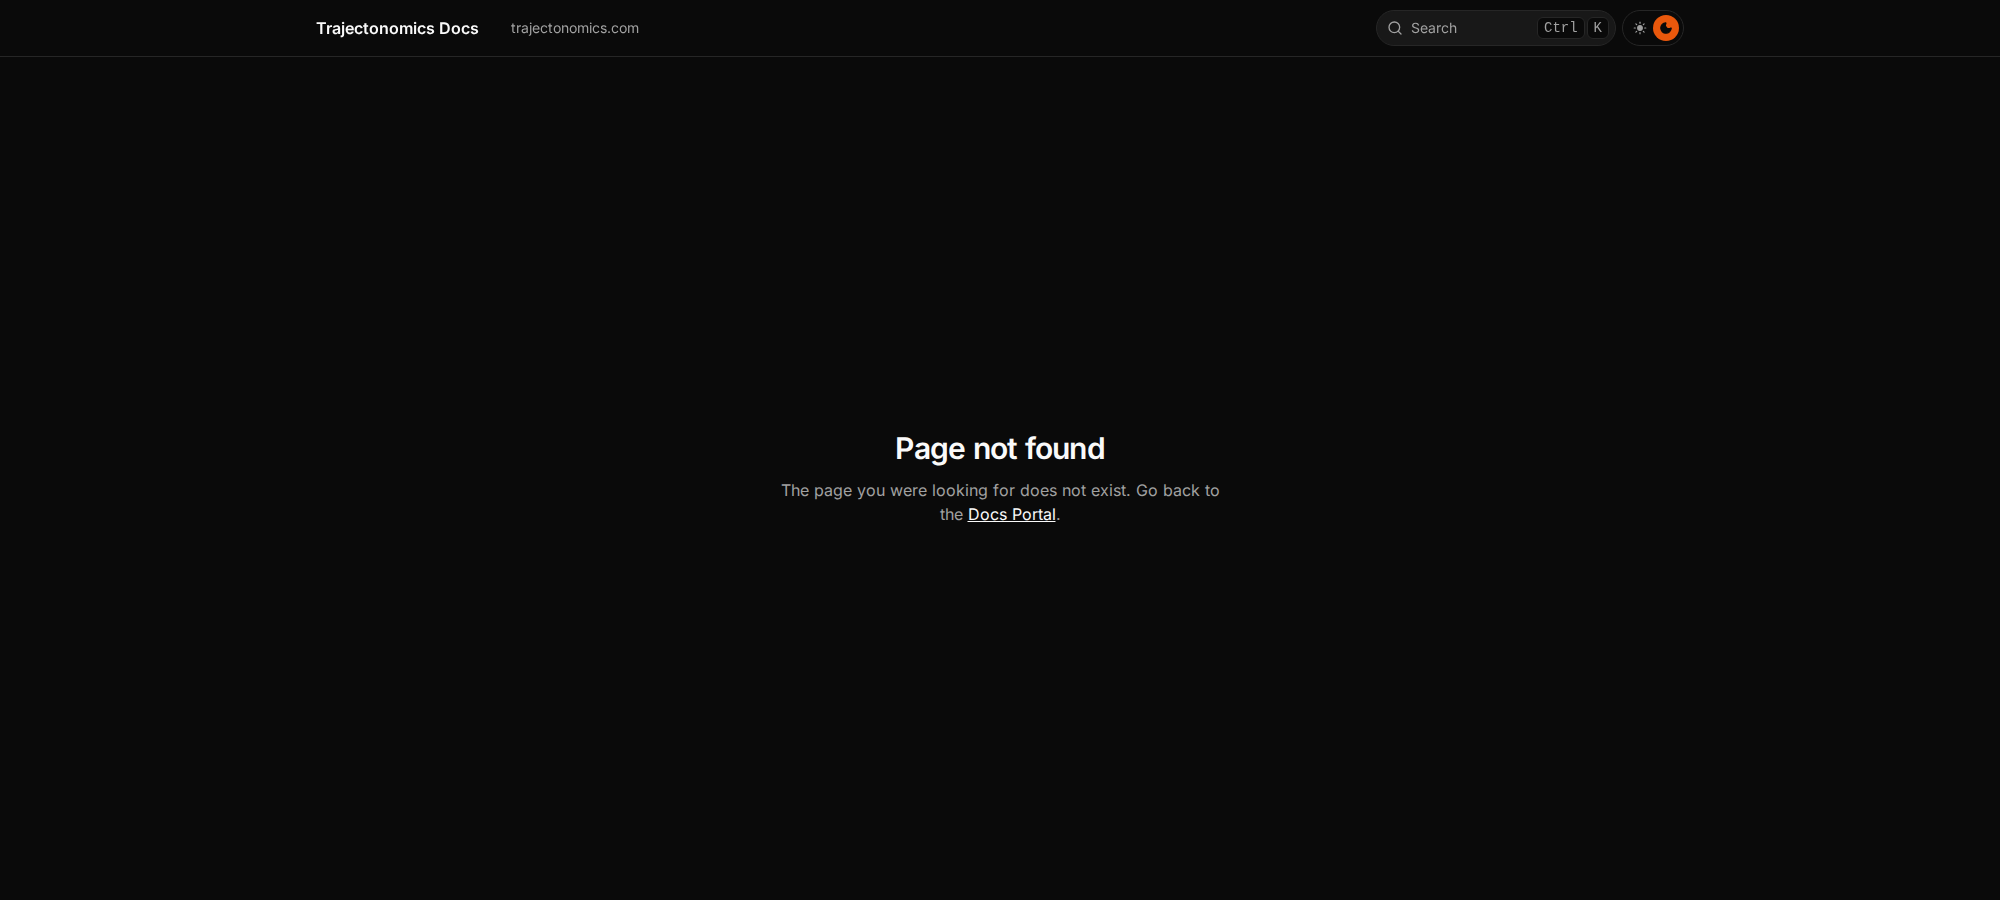 Trajectonomics Docs
trajectonomics.com
Search
Ctrl K
Page not found
The page you were looking for does not exist. Go back to
the Docs Portal.